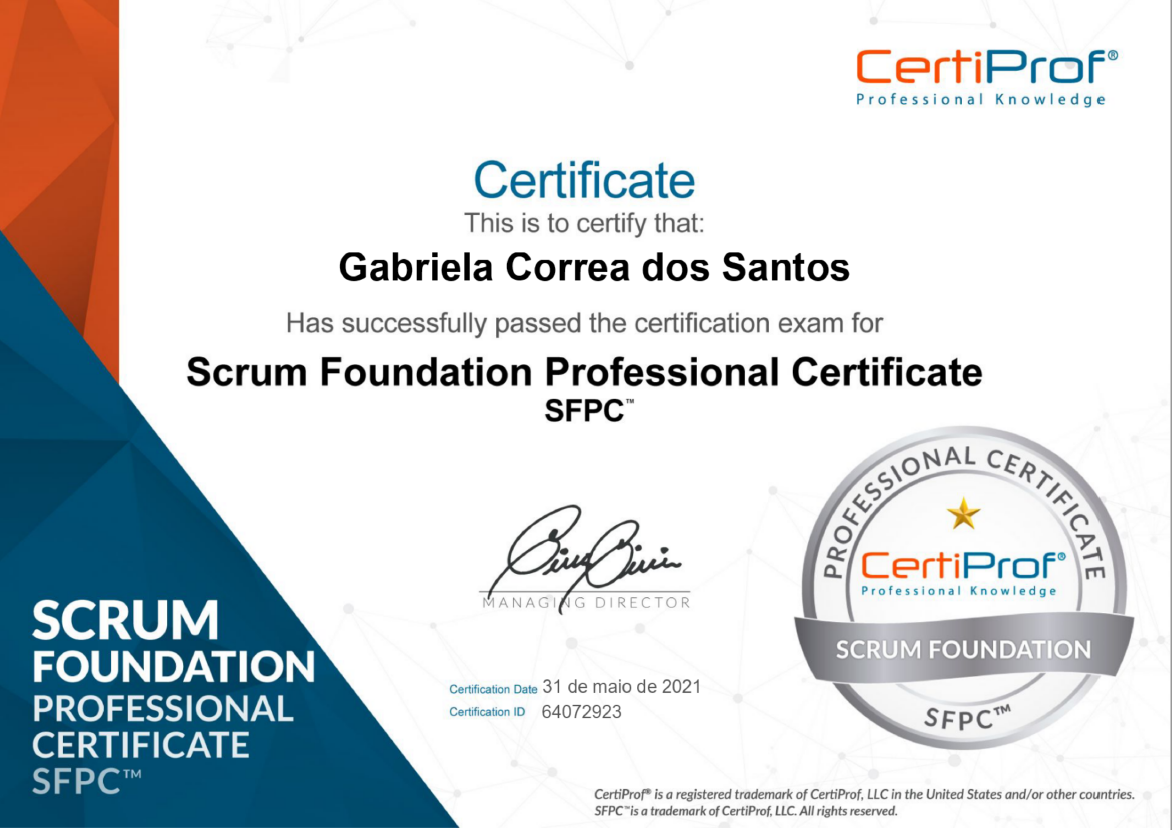 CertiProf®
Professional Knowledge
Certificate
This is to certify that:
Gabriela Correa dos Santos
Has successfully passed the certification exam for
Scrum Foundation Professional Certificate
SFPC™
MANAGING DIRECTOR
Certification Date 31 de maio de 2021
Certification ID 64072923
SCRUM
FOUNDATION
PROFESSIONAL
CERTIFICATE
SFPC™
PROFESSIONAL CERTIFICATE
CertiProf®
Professional Knowledge
SCRUM FOUNDATION
SFPC™
CertiProf® is a registered trademark of CertiProf, LLC in the United States and/or other countries.
SFPC™is a trademark of CertiProf, LLC. All rights reserved.